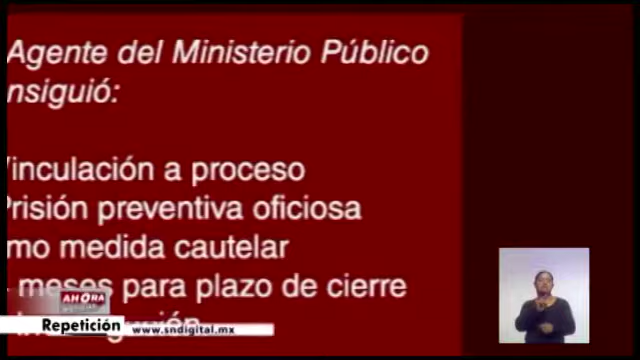 Agente del Ministerio Público
nsiguió:
Vinculación a proceso
Prisión preventiva oficiosa
mo medida cautelar
meses para plazo de cierre
AHORA
Repetición
www.sndigital.mx